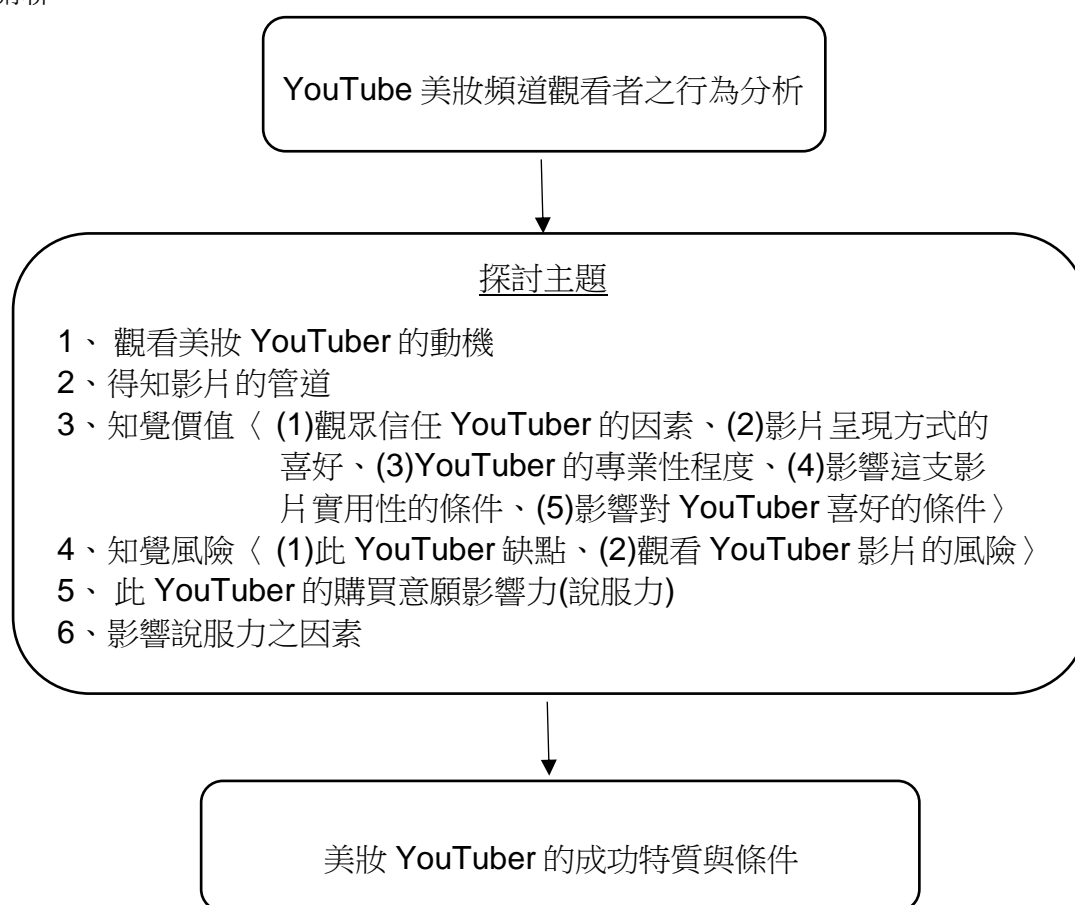 YouTube 美妝頻道觀看者之行為分析
探討主題
1、 觀看美妝 YouTuber 的動機
2、得知影片的管道
3、知覺價值〈 (1)觀眾信任 YouTuber 的因素、(2)影片呈現方式的
喜好、(3)YouTuber 的專業性程度、(4)影響這支影
片實用性的條件、(5)影響對 YouTuber 喜好的條件〉
4、知覺風險〈 (1)此 YouTuber 缺點、(2)觀看 YouTuber 影片的風險〉
5、 此 YouTuber 的購買意願影響力(說服力)
6、影響說服力之因素
美妝 YouTuber 的成功特質與條件